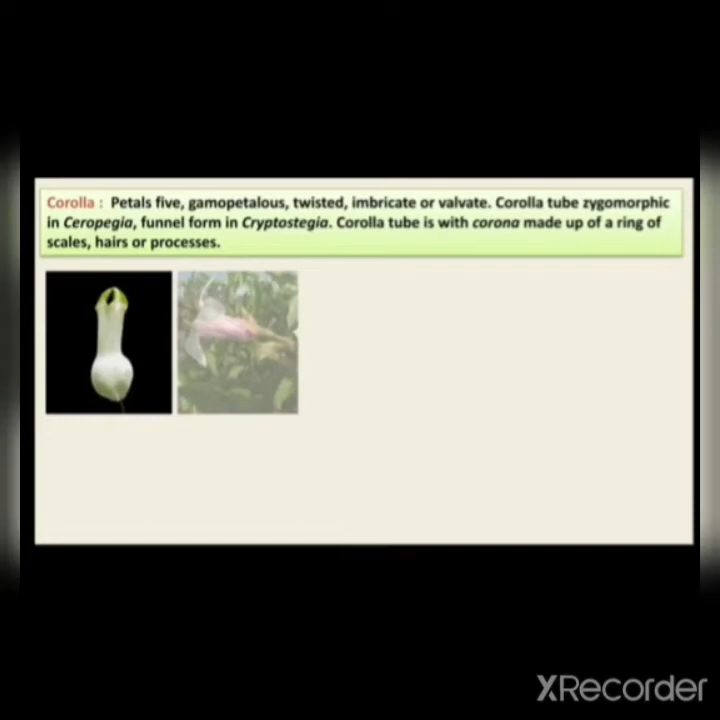 Corolla : Petals five, gamopetalous, twisted, imbricate or valvate. Corolla tube zygomorphic
in Ceropegia, funnel form in Cryptostegia. Corolla tube is with corona made up of a ring of
scales, hairs or processes.
XRecorder